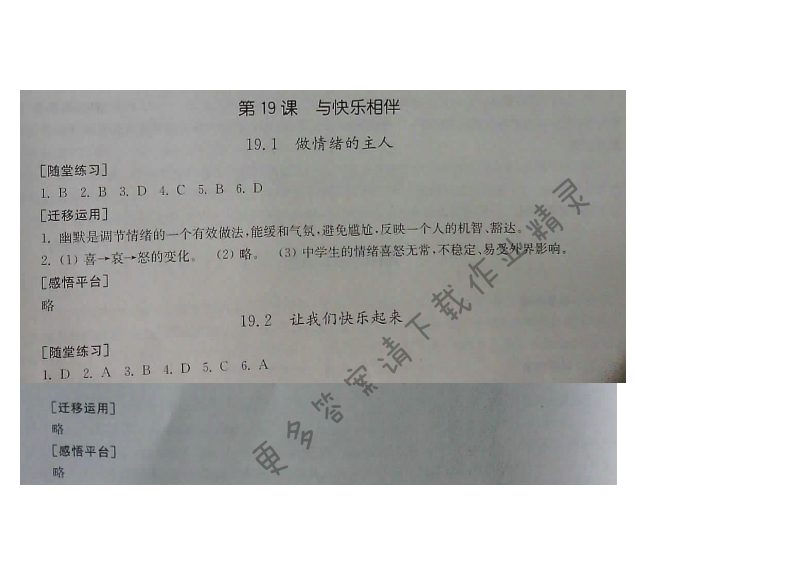 第 19 课 与快乐相伴
19.1 做情绪的主人
[随堂练习]
1. B 2. B 3. D 4. C 5. B 6. D
[迁移运用]
1. 幽默是调节情绪的一个有效做法,能缓和气氛,避免尴尬,反映一个人的机智、豁达。
2. (1) 喜→哀→怒的变化。 (2) 略。 (3) 中学生的情绪喜怒无常,不稳定、易受外界影响。
[感悟平台]
略
19.2 让我们快乐起来
[随堂练习]
1. D 2. A 3. B 4. D 5. C 6. A
[迁移运用]
略
[感悟平台]
略
更多答案请下载作业精灵